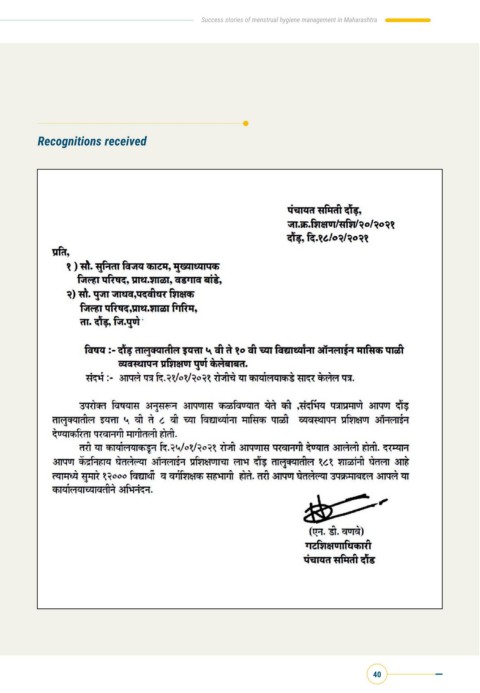 Success stories of menstrual hygiene management in Maharashtra
Recognitions received
पंचायत समिती दौंड,
जा.क्र.शिक्षण/सशि/२०/२०२१
दौंड, दि.१८/०२/२०२१
प्रति,
१ ) सौ. सुनिता विजय काटम, मुख्याध्यापक
जिल्हा परिषद, प्राथ.शाळा, वडगाव बांडे,
२) सौ. पुजा जाधव,पदवीधर शिक्षक
जिल्हा परिषद,प्राथ.शाळा गिरिम,
ता. दौंड, जि.पुणे
विषय :- दौंड तालुक्यातील इयत्ता ५ वी ते १० वी च्या विद्यार्थ्यांना ऑनलाईन मासिक पाळी
व्यवस्थापन प्रशिक्षण पुर्ण केलेबाबत.
संदर्भ :- आपले पत्र दि.२१/०१/२०२१ रोजीचे या कार्यालयाकडे सादर केलेल पत्र.
उपरोक्त विषयास अनुसरून आपणास कळविण्यात येते की ,संदर्भिय पत्राप्रमाणे आपण दौंड
तालुक्यातील इयत्ता ५ वी ते ८ वी च्या विद्यार्थ्यांना मासिक पाळी व्यवस्थापन प्रशिक्षण ऑनलाईन
देण्याकरिता परवानगी मागीतली होती.
तरी या कार्यालयाकडून दि.२५/०१/२०२१ रोजी आपणास परवानगी देण्यात आलेली होती. दरम्यान
आपण केंद्रनिहाय घेतलेल्या ऑनलाईन प्रशिक्षणाचा लाभ दौंड तालुक्यातील १८१ शाळांनी घेतला आहे
त्यामध्ये सुमारे १२००० विद्यार्थी व वर्गशिक्षक सहभागी होते. तरी आपण घेतलेल्या उपक्रमाबद्दल आपले या
कार्यालयाच्यावतीने अभिनंदन.
(एन. डी. वणवे)
गटशिक्षणाधिकारी
पंचायत समिती दौंड
40